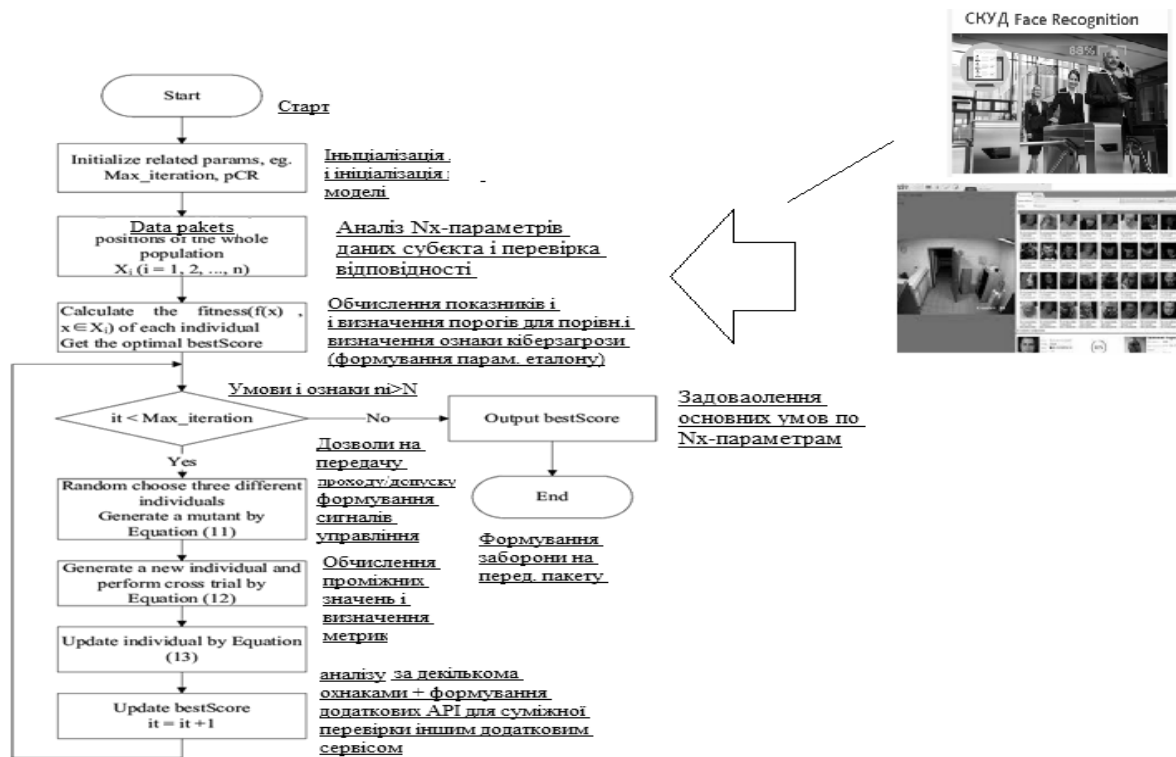 СКУД Face Recognition
88%
Start
Старт
Initialize related params, eg.
Max_iteration, pCR
Іньціалізація
і ініціалізація
моделі
Data pakets
positions of the whole
population
Xi (i = 1, 2, ..., n)
Аналіз Nx-параметрів
даних субєкта і перевірка
відповідності
Calculate the fitness(f(x) ,
x∈Xi) of each individual
Get the optimal bestScore
Обчислення показників і
і визначення порогів для порівн.і
визначення ознаки кіберзагрози
(формування парам. еталону)
Умови і ознаки ni>N
it < Max_iteration
No
Output bestScore
Задоваолення
основних умов по
Nx-параметрам
Yes
Дозволи на
передачу
проходу/допуску
формування
сигналів
управління
Random choose three different
individuals
Generate a mutant by
Equation (11)
End
Формування
заборони на
перед. пакету
Generate a new individual and
perform cross trial by
Equation (12)
Обчислення
проміжних
значень і
визначення
метрик
Update individual by Equation
(13)
Update bestScore
it = it +1
аналізу за декількома
охнаками + формування
додаткових АРІ для суміжної
перевірки іншим додатковим
сервісом